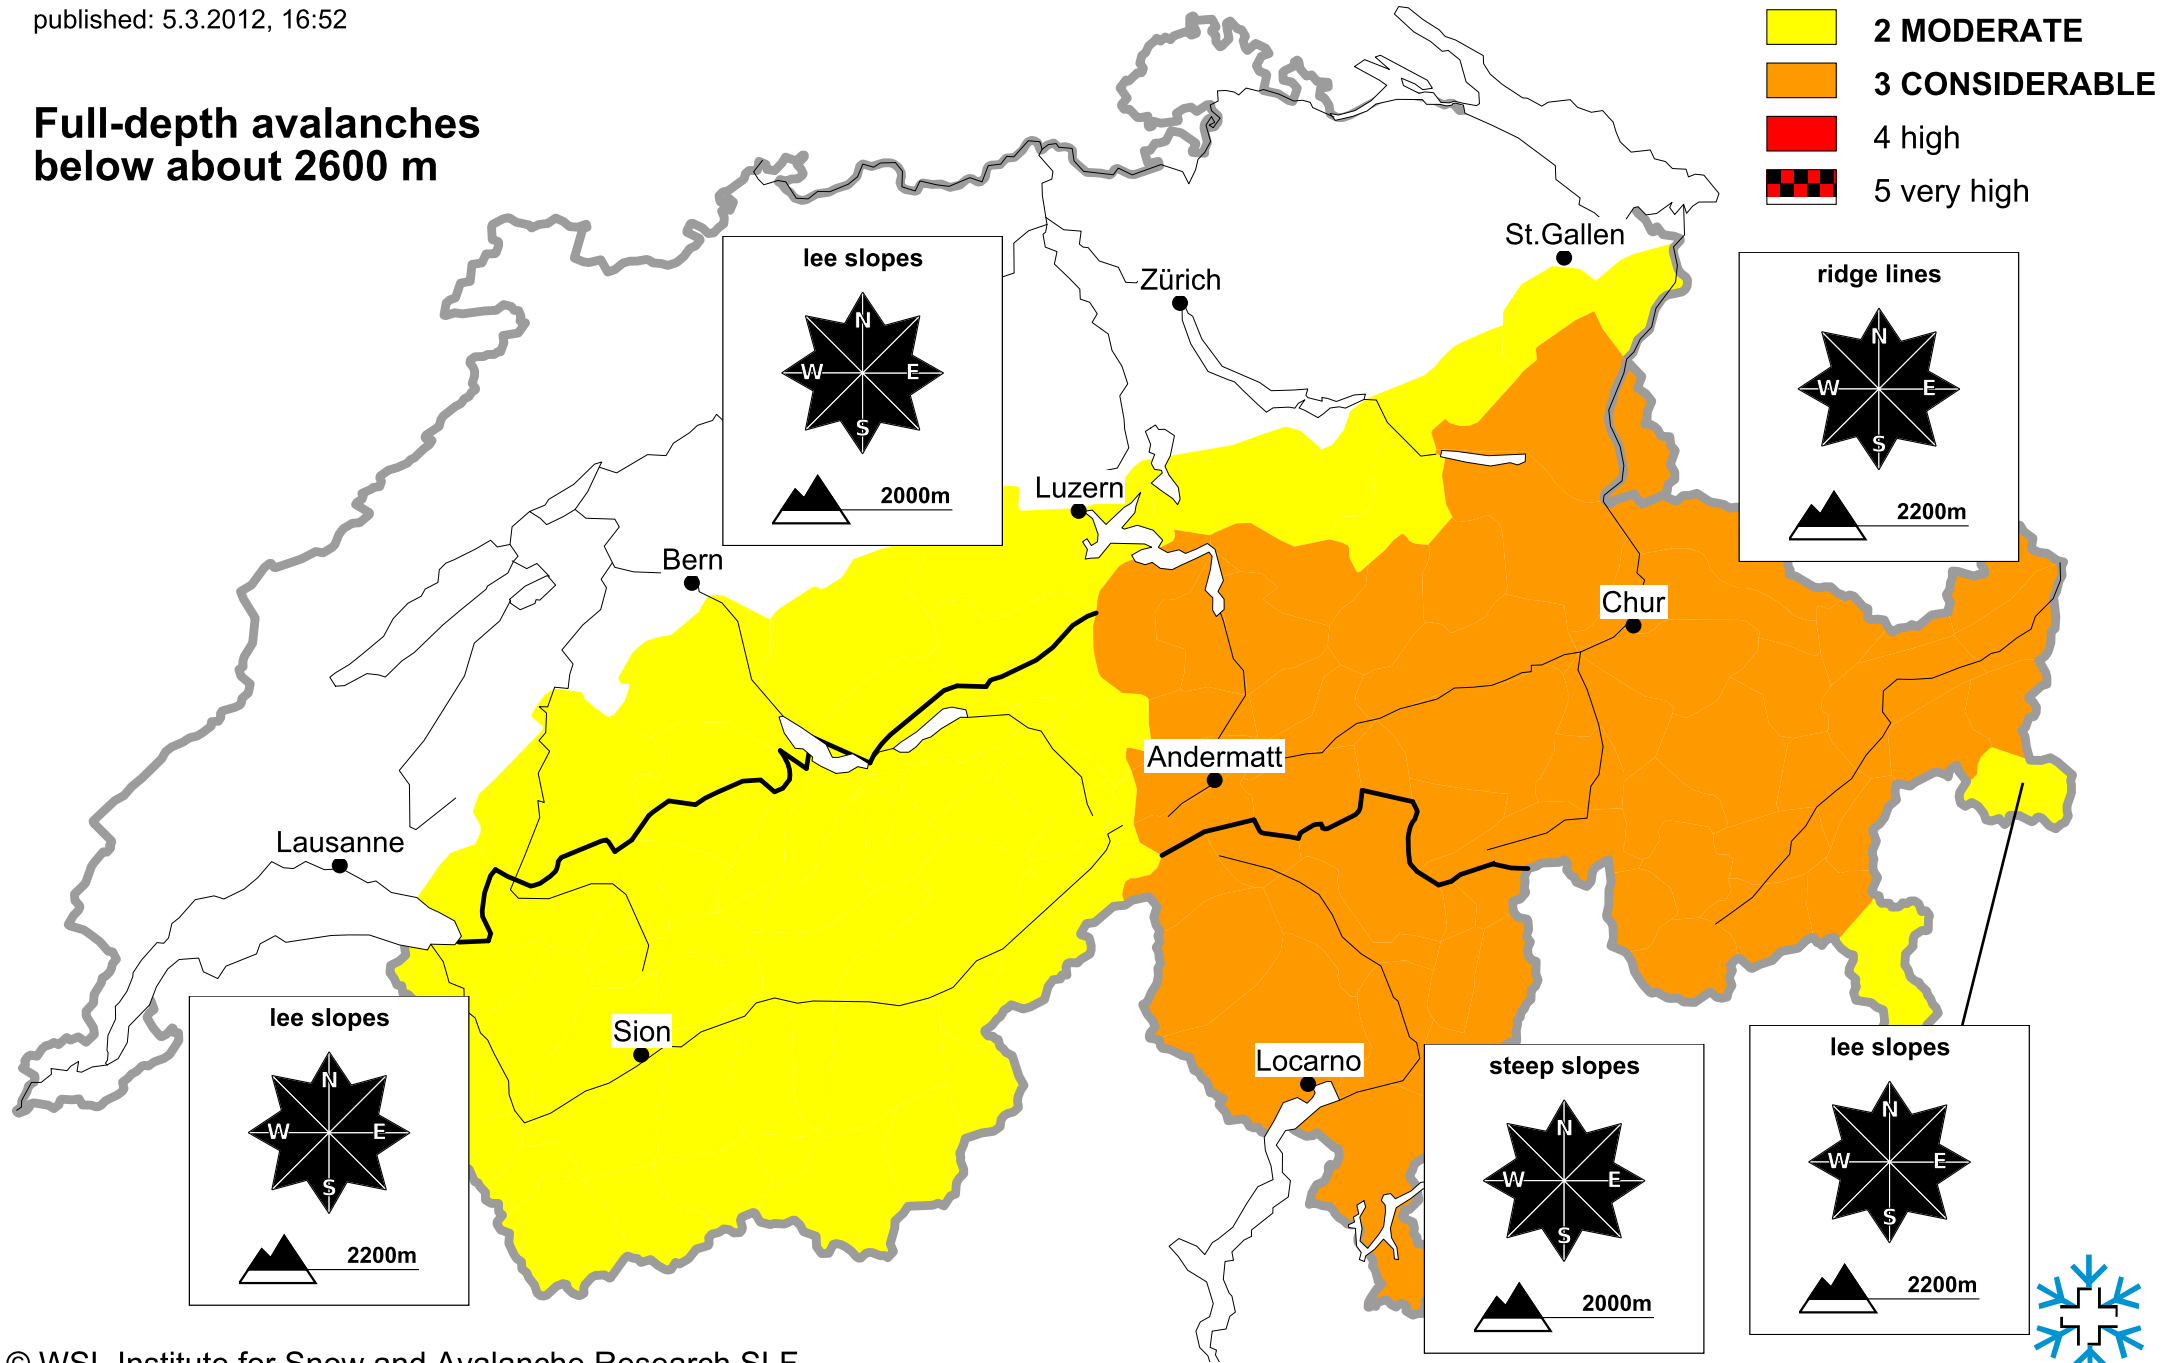 published: 5.3.2012, 16:52
Full-depth avalanches
below about 2600 m
2 MODERATE
3 CONSIDERABLE
4 high
5 very high
St.Gallen
Zürich
lee slopes
N
W
E
S
2000m
ridge lines
N
W
E
S
2200m
Luzern
Bern
Chur
Andermatt
Lausanne
Sion
Locarno
lee slopes
N
W
E
S
2200m
steep slopes
N
W
E
S
2000m
lee slopes
N
W
E
S
2200m
© WSL Institute for Snow and Avalanche Research SLF